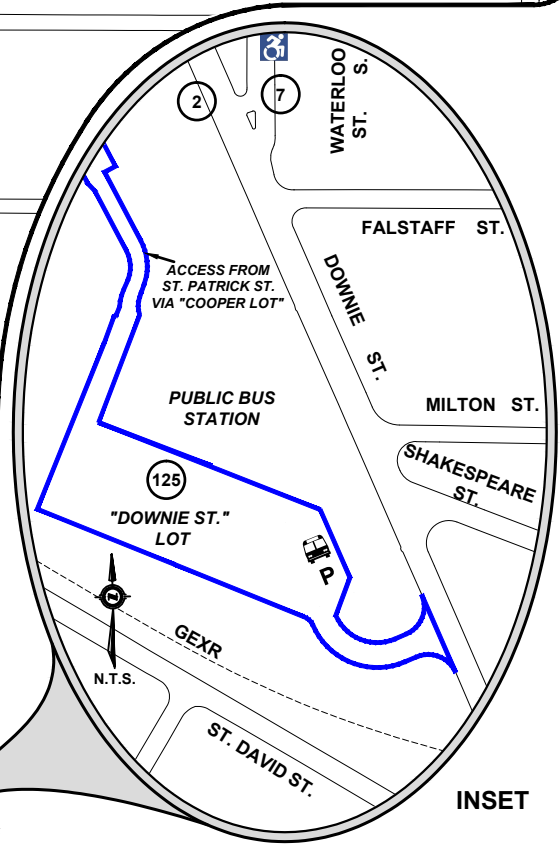 2
7
WATERLOO
ST. S.
FALSTAFF ST.
ACCESS FROM
ST. PATRICK ST.
VIA "COOPER LOT"
DOWNIE ST.
PUBLIC BUS
STATION
MILTON ST.
SHAKESPEARE
ST.
125
"DOWNIE ST."
LOT
P
Z
N.T.S.
GEXR
ST. DAVID ST.
INSET